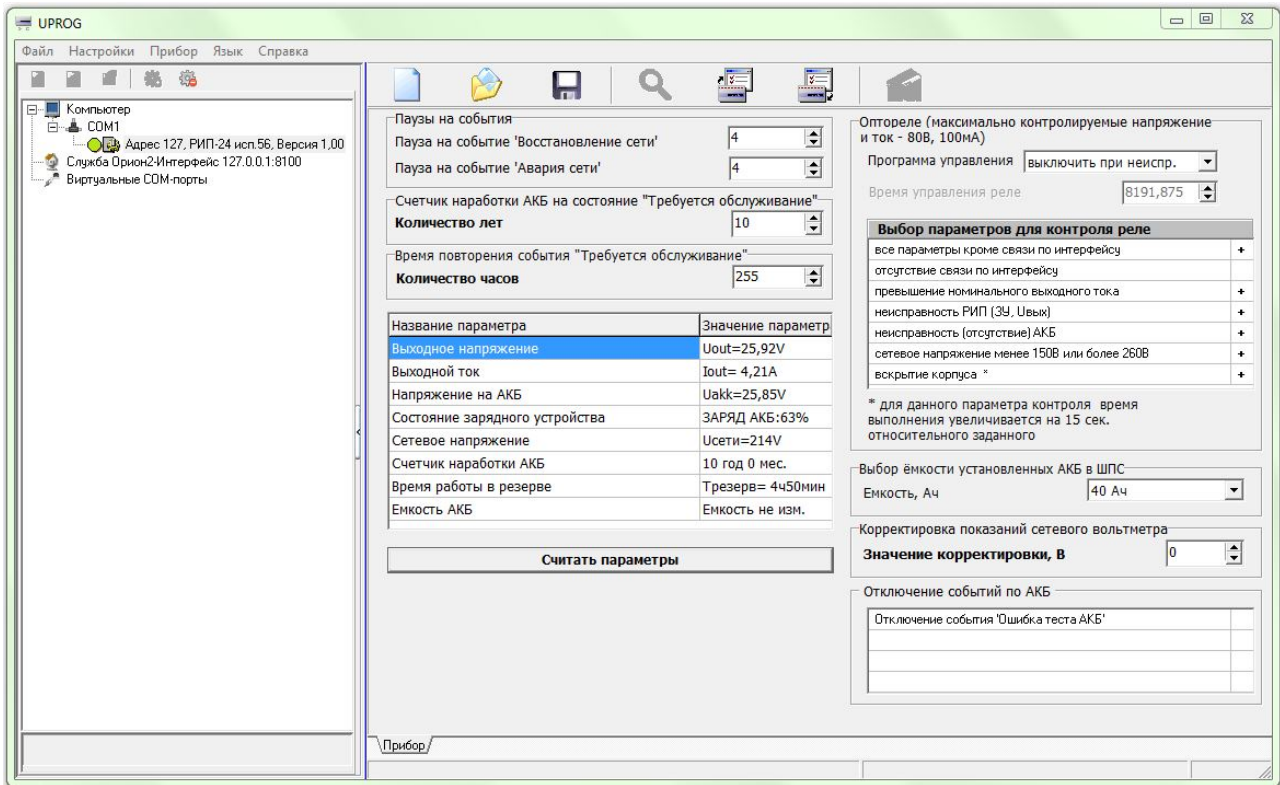 UPROG
Файл Настройки Прибор Язык Справка
Компьютер
COM1
Адрес 127, РИП-24 исп.56, Версия 1,00
Служба Орион2-Интерфейс 127.0.0.1:8100
Виртуальные COM-порты
Паузы на события
Пауза на событие 'Восстановление сети' 4
Пауза на событие 'Авария сети' 4
Счетчик наработки АКБ на состояние "Требуется обслуживание"
Количество лет 10
Время повторения события "Требуется обслуживание"
Количество часов 255
Название параметра Значение параметр
Выходное напряжение Uout=25,92V
Выходной ток Iout= 4,21A
Напряжение на АКБ Uakk=25,85V
Состояние зарядного устройства ЗАРЯД АКБ:63%
Сетевое напряжение Uсети=214V
Счетчик наработки АКБ 10 год 0 мес.
Время работы в резерве Tрезерв= 4ч50мин
Емкость АКБ Емкость не изм.
Считать параметры
Оптореле (максимально контролируемые напряжение
и ток - 80В, 100мА)
Программа управления выключить при неиспр.
Время управления реле 8191,875
Выбор параметров для контроля реле
все параметры кроме связи по интерфейсу +
отсутствие связи по интерфейсу
превышение номинального выходного тока +
неисправность РИП (ЗУ, Uвых) +
неисправность (отсутствие) АКБ +
сетевое напряжение менее 150В или более 260В +
вскрытие корпуса * +
* для данного параметра контроля время
выполнения увеличивается на 15 сек.
относительного заданного
Выбор ёмкости установленных АКБ в ШПС
Емкость, Ач 40 Ач
Корректировка показаний сетевого вольтметра
Значение корректировки, В 0
Отключение событий по АКБ
Отключение события 'Ошибка теста АКБ'
Прибор